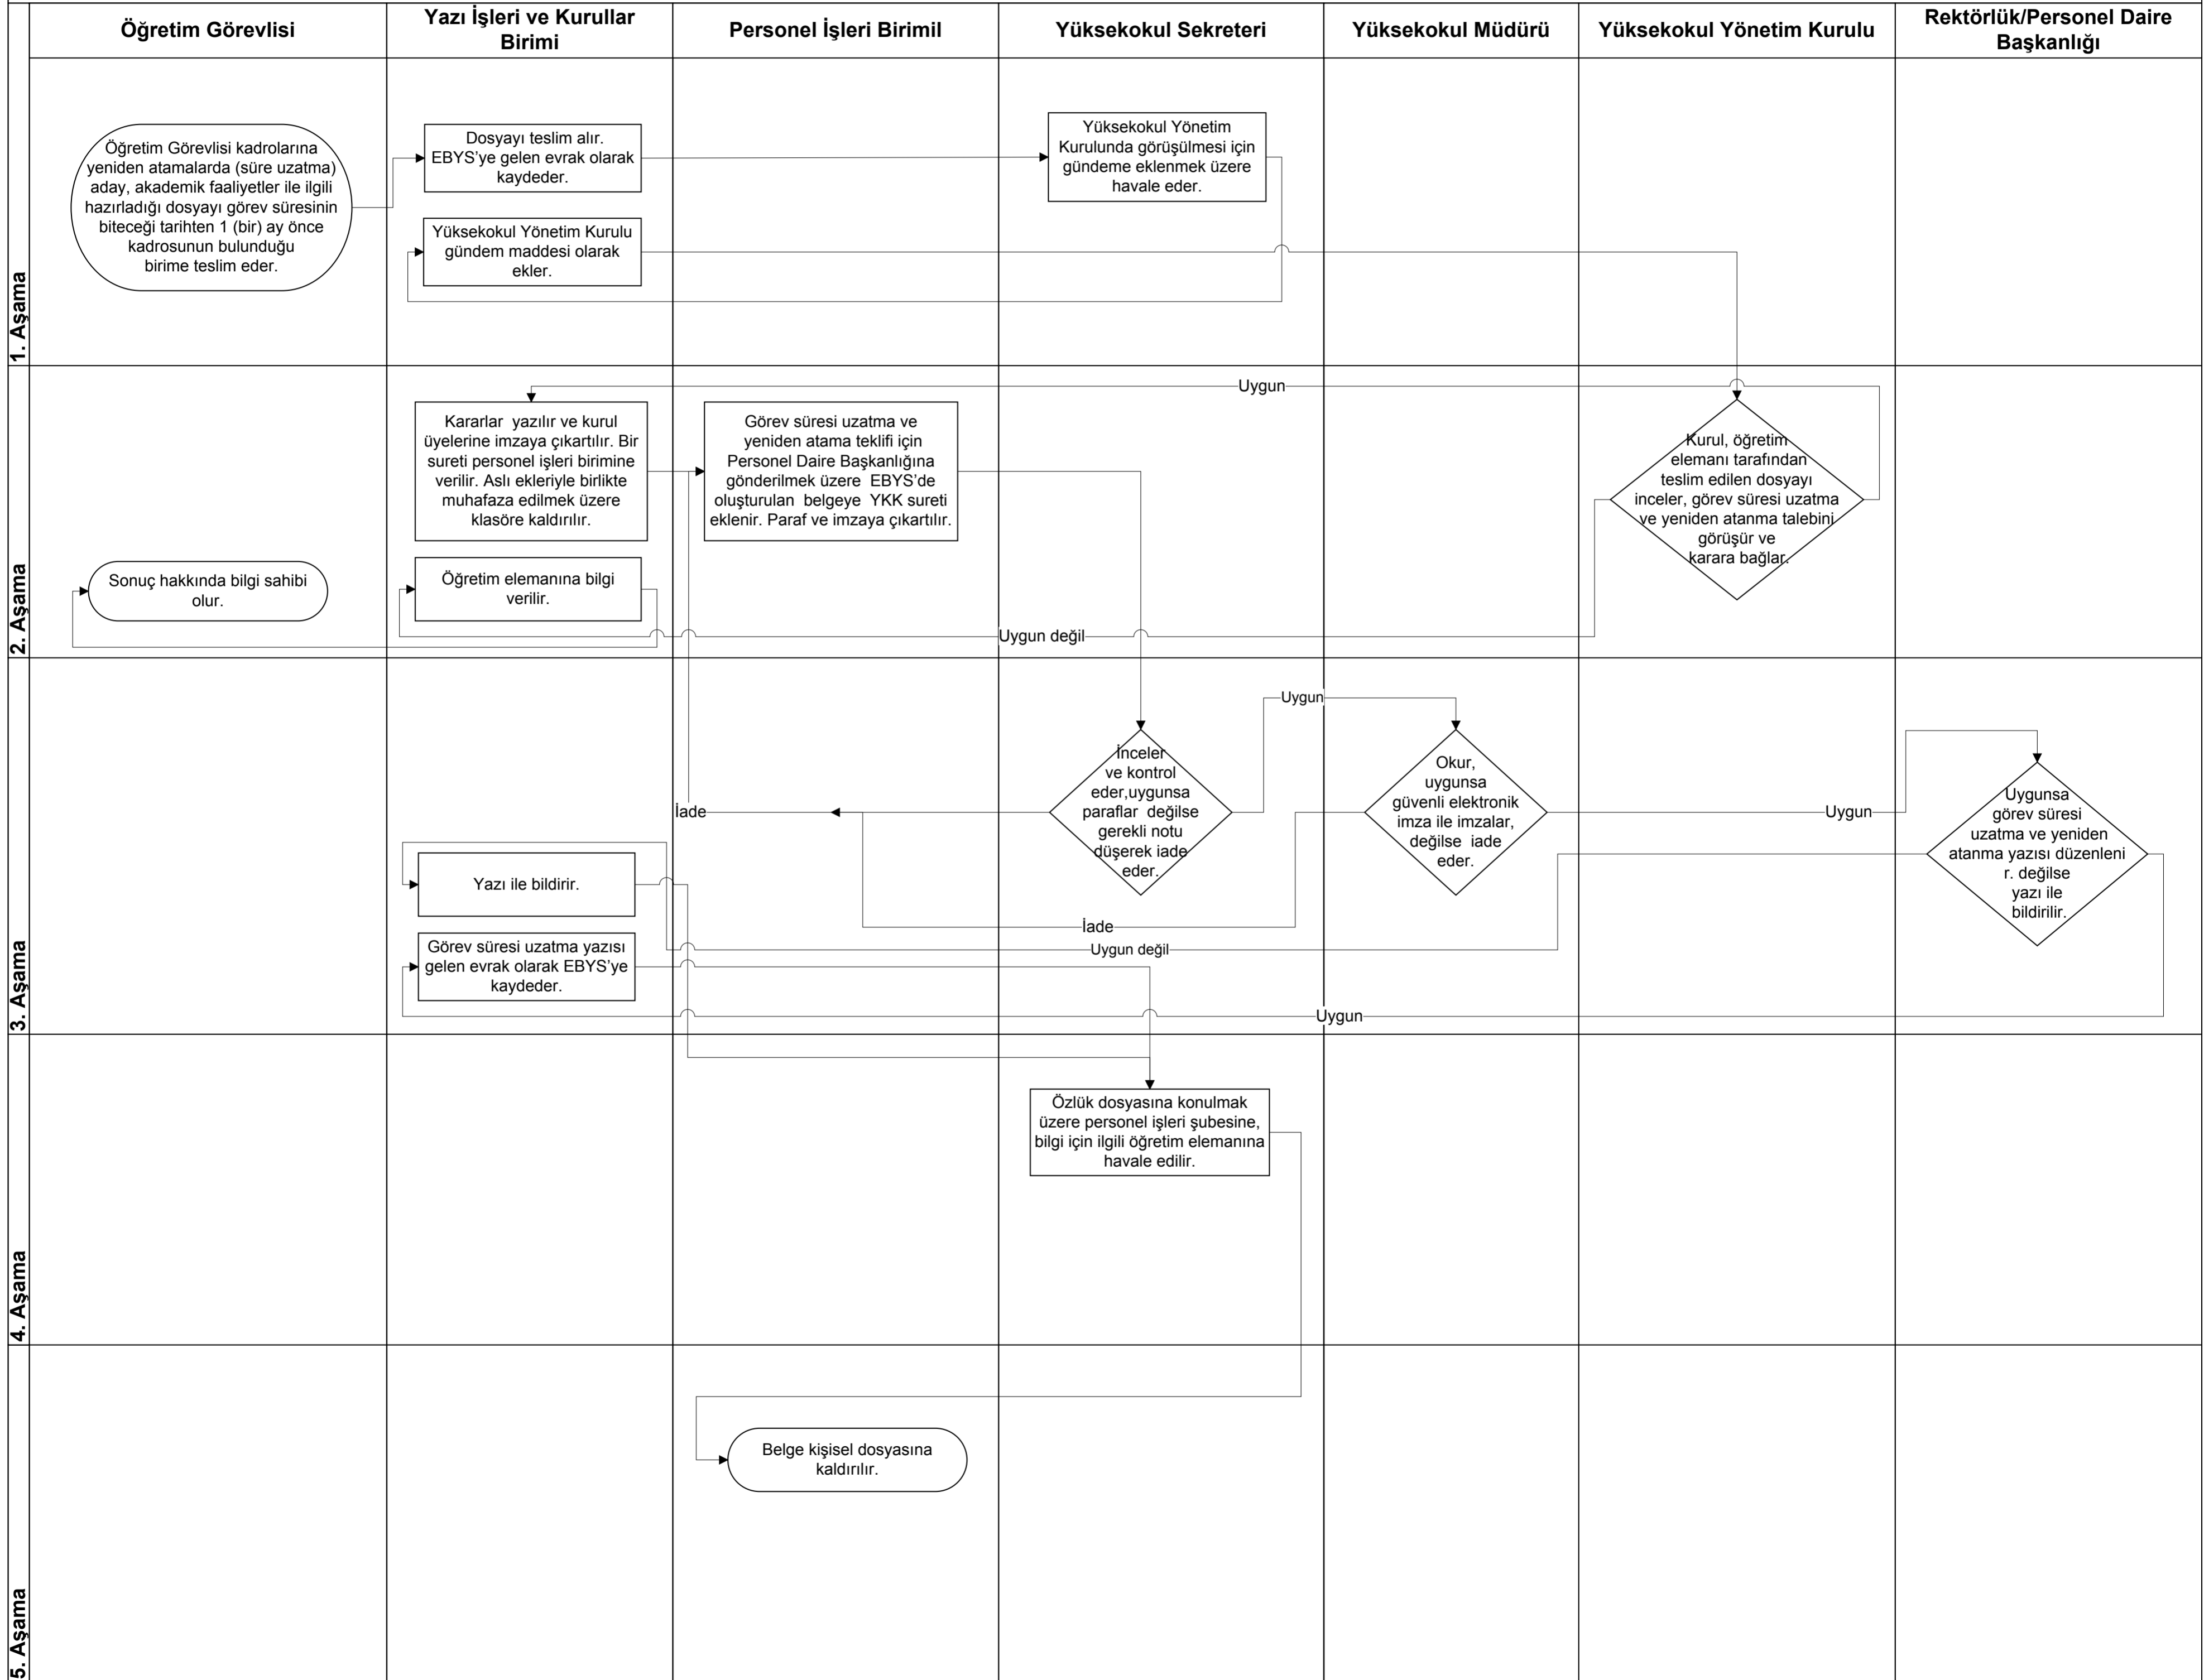 Öğretim Görevlisi
Yazı İşleri ve Kurullar
Birimi
Personel İşleri Birimil
Yüksekokul Sekreteri
Yüksekokul Müdürü
Yüksekokul Yönetim Kurulu
Rektörlük/Personel Daire
Başkanlığı
1. Aşama
Öğretim Görevlisi kadrolarına
yeniden atamalarda (süre uzatma)
aday, akademik faaliyetler ile ilgili
hazırladığı dosyayı görev süresinin
biteceği tarihten 1 (bir) ay önce
kadrosunun bulunduğu
birime teslim eder.
Dosyayı teslim alır.
EBYS’ye gelen evrak olarak
kaydeder.
Yüksekokul Yönetim
Kurulunda görüşülmesi için
gündeme eklenmek üzere
havale eder.
Yüksekokul Yönetim Kurulu
gündem maddesi olarak
ekler.
2. Aşama
Uygun
Kararlar  yazılır ve kurul
üyelerine imzaya çıkartılır. Bir
sureti personel işleri birimine
verilir. Aslı ekleriyle birlikte
muhafaza edilmek üzere
klasöre kaldırılır.
Görev süresi uzatma ve
yeniden atama teklifi için
Personel Daire Başkanlığına
gönderilmek üzere  EBYS’de
oluşturulan  belgeye  YKK sureti
eklenir. Paraf ve imzaya çıkartılır.
Kurul, öğretim
elemanı tarafından
teslim edilen dosyayı
inceler, görev süresi uzatma
ve yeniden atanma talebini
görüşür ve
karara bağlar.
Sonuç hakkında bilgi sahibi
olur.
Öğretim elemanına bilgi
verilir.
Uygun değil
3. Aşama
Uygun
İnceler
ve kontrol
eder,uygunsa
paraflar  değilse
gerekli notu
düşerek iade
eder.
Okur,
uygunsa
güvenli elektronik
imza ile imzalar,
değilse  iade
eder.
Uygun
Uygunsa
görev süresi
uzatma ve yeniden
atanma yazısı düzenleni
r. değilse
yazı ile
bildirilir.
İade
Yazı ile bildirir.
İade
Uygun değil
Görev süresi uzatma yazısı
gelen evrak olarak EBYS’ye
kaydeder.
Uygun
4. Aşama
Özlük dosyasına konulmak
üzere personel işleri şubesine,
bilgi için ilgili öğretim elemanına
havale edilir.
5. Aşama
Belge kişisel dosyasına
kaldırılır.